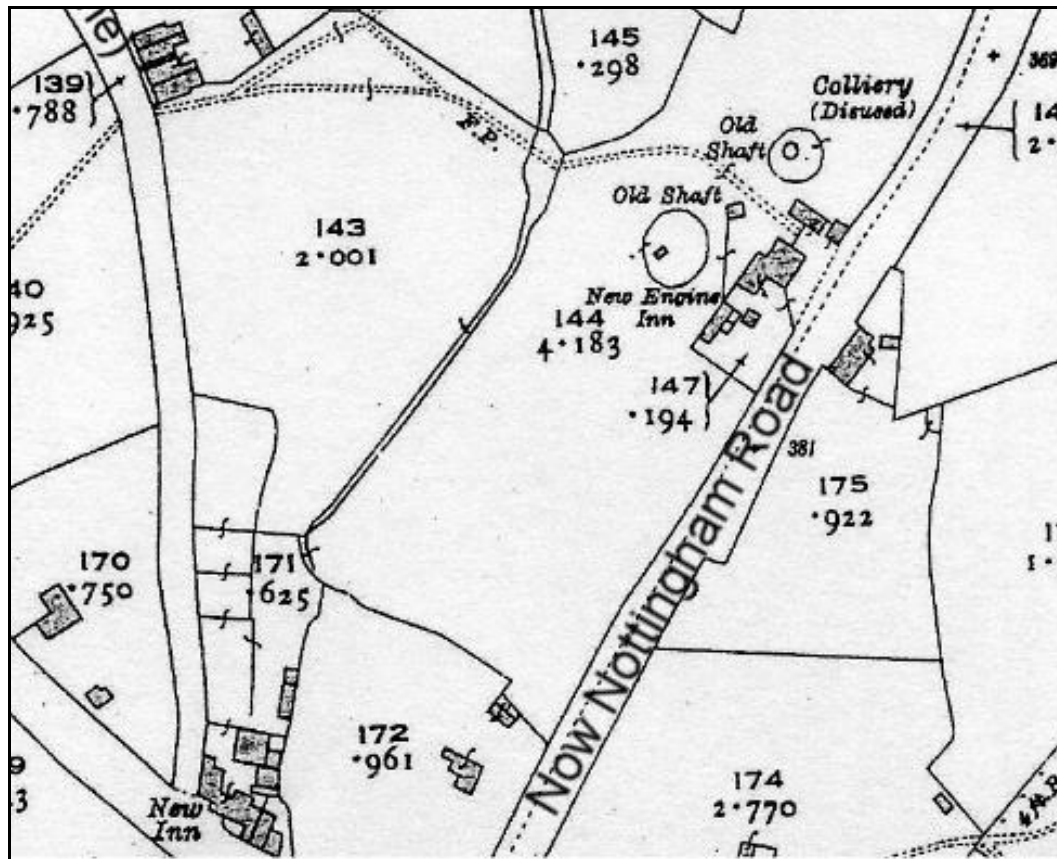 139
·788
145
·298
Colliery
(Disused)
Old
Shaft
F.P.
Old Shaft
143
2·001
New Engine
Inn
144
4·183
147
·194
Now Nottingham Road
381
175
·922
170
·750
171
·625
172
·961
174
2·770
New
Inn